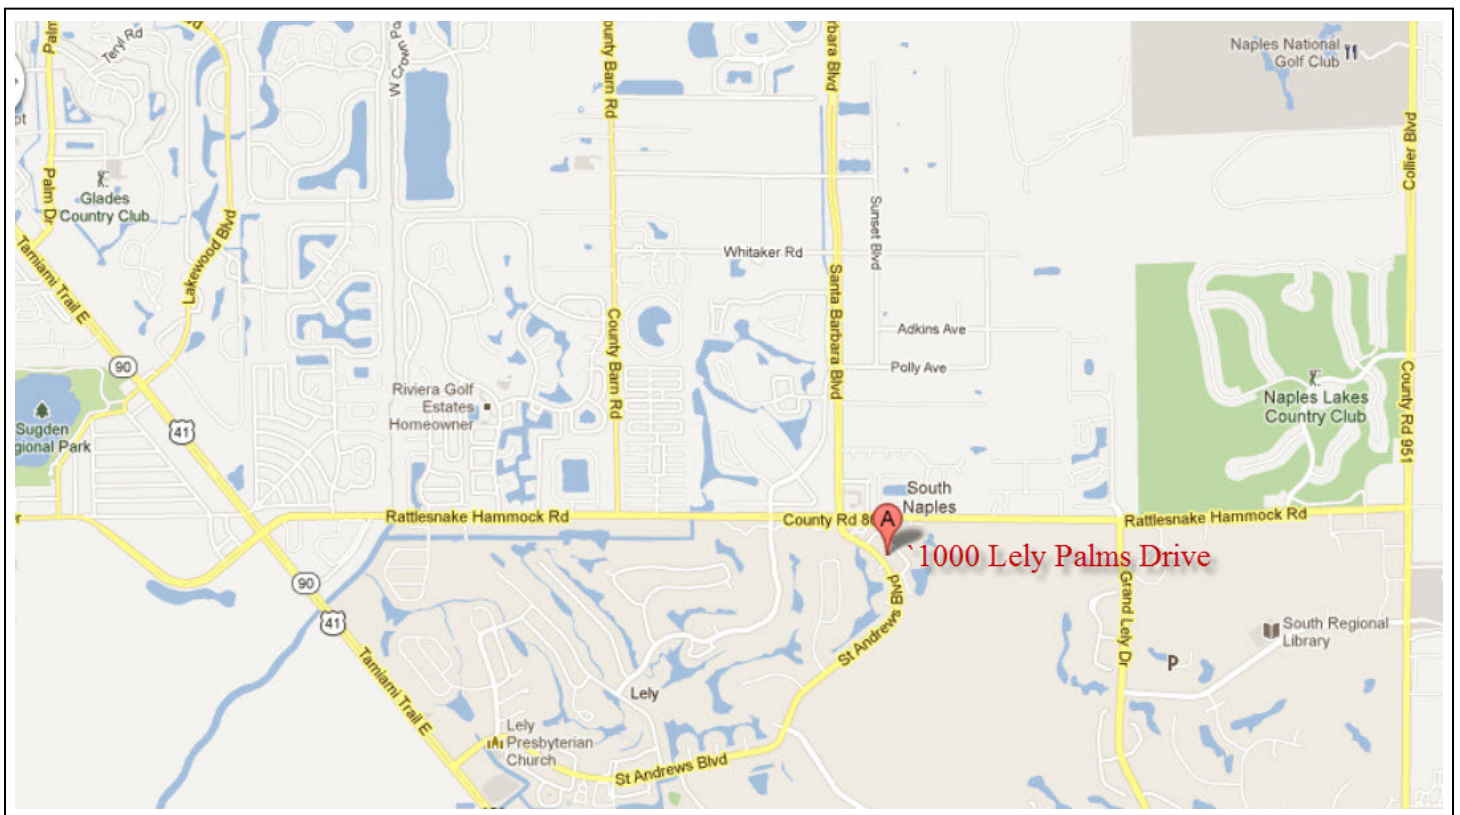 Teryl Rd
W Crown
ounty Barn Rd
rbara Blvd
Naples National
Golf Club
Collier Blvd
Palm Dr
Glades
Country Club
Lakewood Blvd
Sunset Blvd
Whitaker Rd
Tamiami Trail E
Santa Barbara Blvd
County Barn Rd
Adkins Ave
Polly Ave
90
Riviera Golf
Estates
Homeowner
Naples Lakes
Country Club
County Rd 951
41
Sugden
gional Park
South
Naples
Rattlesnake Hammock Rd
County Rd 86
A
Rattlesnake Hammock Rd
`1000 Lely Palms Drive
90
41
St Andrews Blvd
Grand Lely Dr
South Regional
Library
P
Tamiami Trail E
Lely
Lely
Presbyterian
Church
St Andrews Blvd